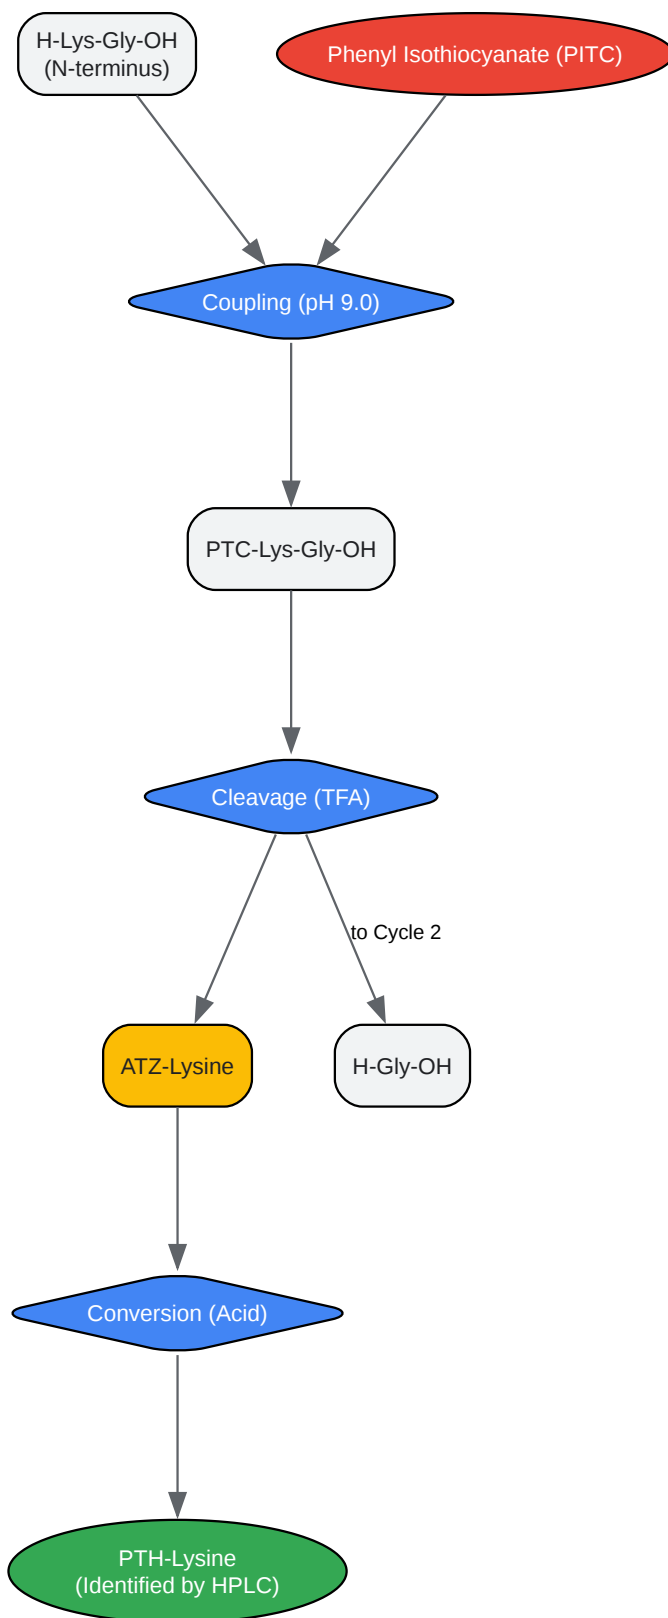 H-Lys-Gly-OH
(N-terminus)
Phenyl Isothiocyanate (PITC)
Coupling (pH 9.0)
PTC-Lys-Gly-OH
Cleavage (TFA)
to Cycle 2
ATZ-Lysine
H-Gly-OH
Conversion (Acid)
PTH-Lysine
(Identified by HPLC)